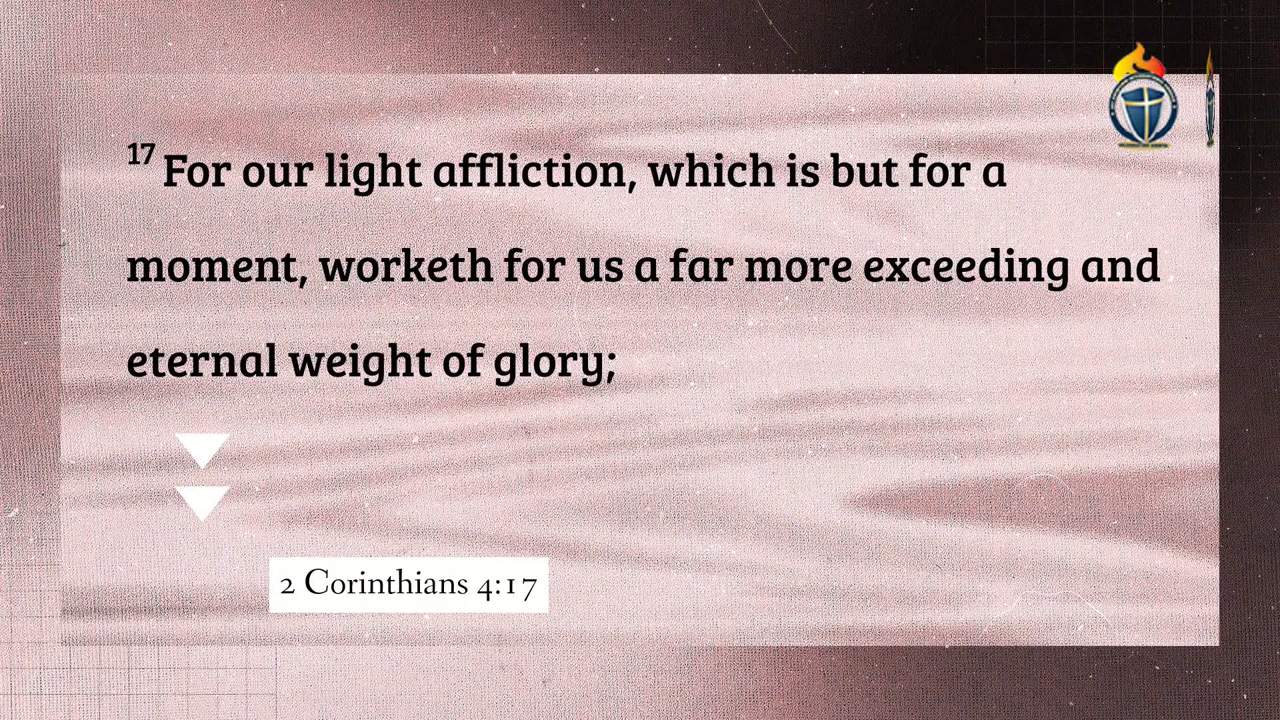 17 For our light affliction, which is but for a
moment, worketh for us a far more exceeding and
eternal weight of glory;
2 Corinthians 4:17